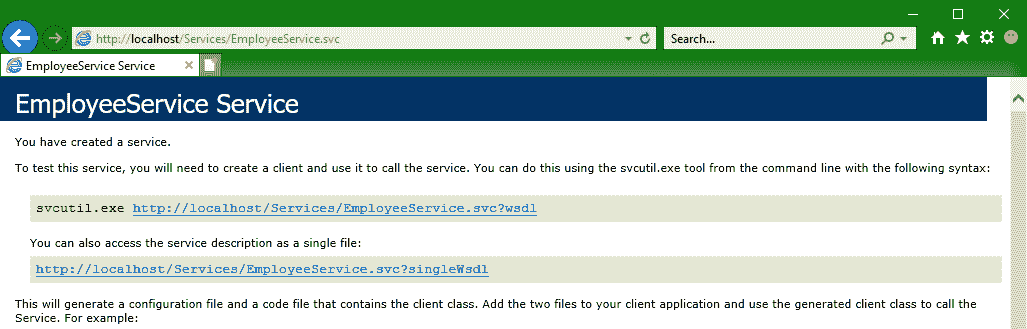 http://localhost/Services/EmployeeService.svc
Search...
EmployeeService Service
EmployeeService Service
You have created a service.
To test this service, you will need to create a client and use it to call the service. You can do this using the svcutil.exe tool from the command line with the following syntax:
svcutil.exe http://localhost/Services/EmployeeService.svc?wsdl
You can also access the service description as a single file:
http://localhost/Services/EmployeeService.svc?singleWsdl
This will generate a configuration file and a code file that contains the client class. Add the two files to your client application and use the generated client class to call the
Service. For example: